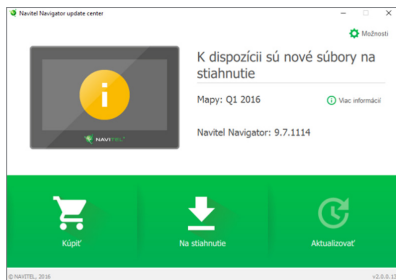 Navitel Navigator update center
Možnosti
K dispozícii sú nové súbory na
stiahnutie
Mapy: Q1 2016
Viac informácií
NAVITEL
Navitel Navigator: 9.7.1114
Kúpiť
Na stiahnutie
Aktualizovať
© NAVITEL, 2016